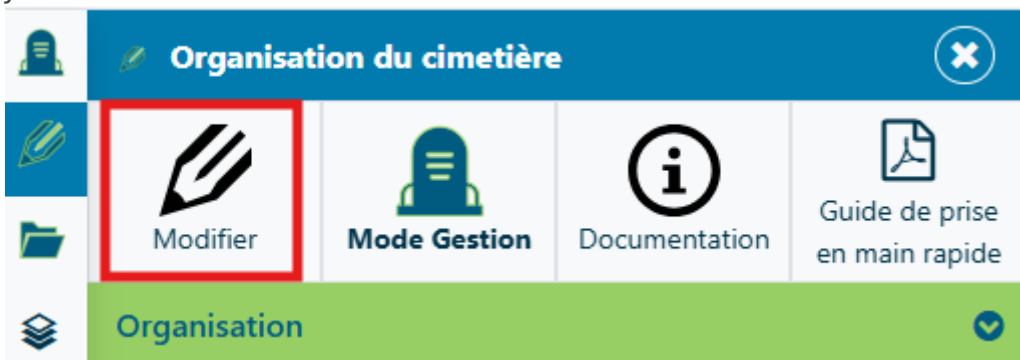 Organisation du cimetière
Modifier
Mode Gestion
Documentation
Guide de prise
en main rapide
Organisation